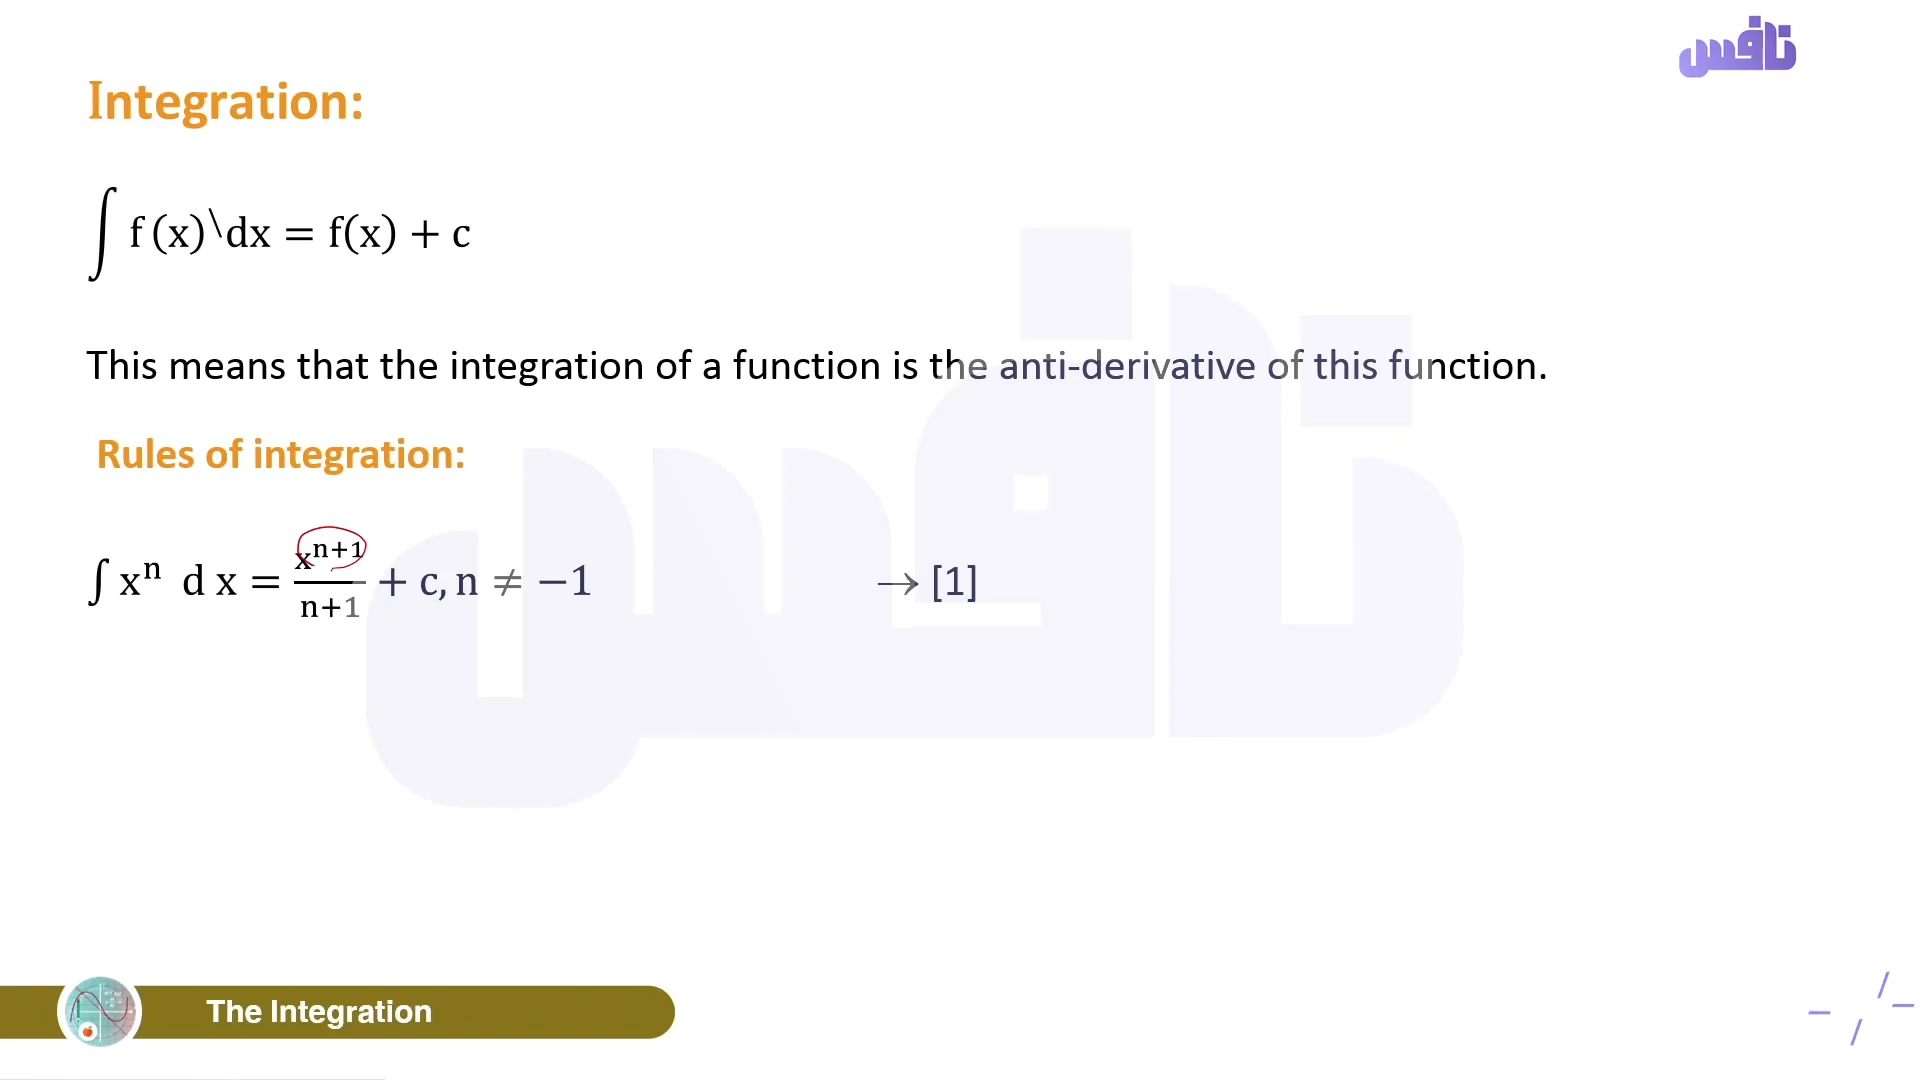 نافس
Integration:
∫ f (x)\dx = f(x) + c
This means that the integration of a function is the anti-derivative of this function.
Rules of integration:
∫ xⁿ d x = xⁿ⁺¹/n+1 + c, n ≠ −1 → [1]
The Integration